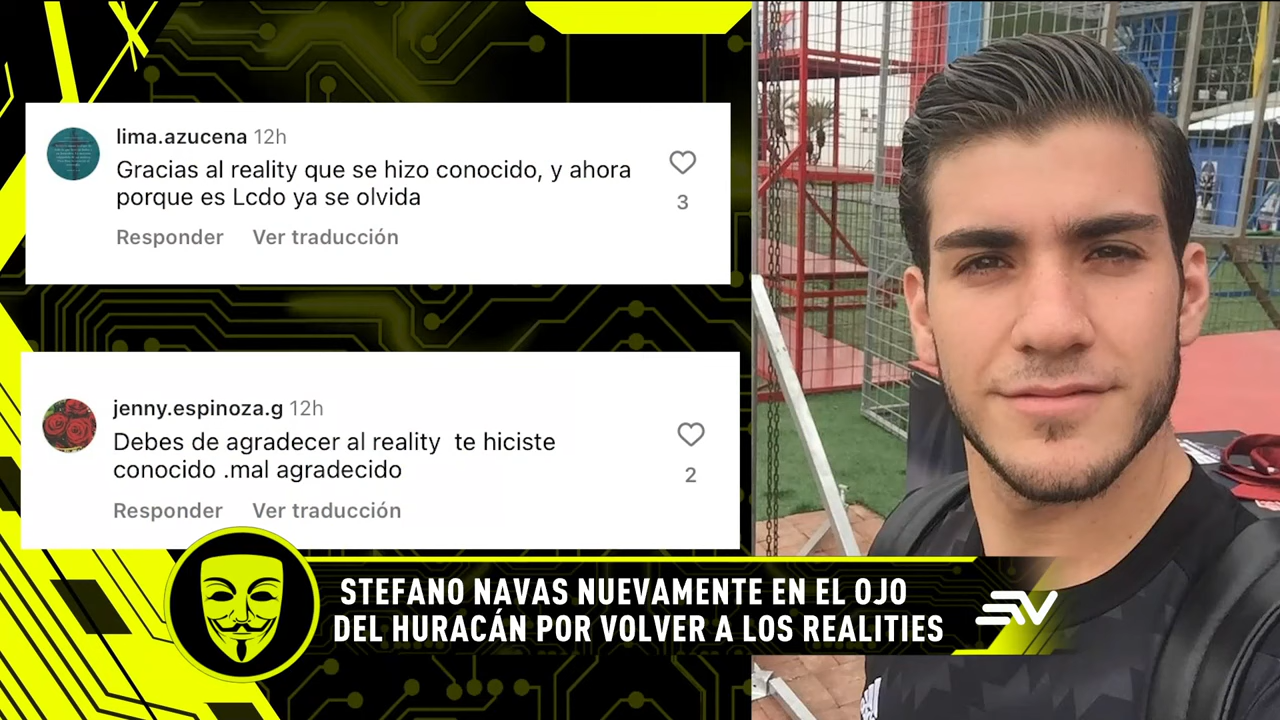 lima.azucena 12h
Gracias al reality que se hizo conocido, y ahora
porque es Lcdo ya se olvida
3
Responder Ver traducción
jenny.espinoza.g 12h
Debes de agradecer al reality  te hiciste
conocido .mal agradecido
2
Responder Ver traducción
STEFANO NAVAS NUEVAMENTE EN EL OJO
DEL HURACÁN POR VOLVER A LOS REALITIES